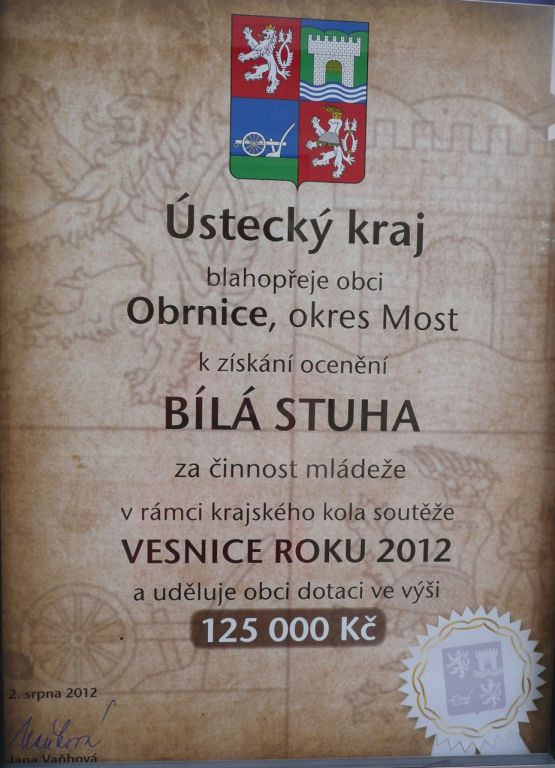 Ústecký kraj
blahopřeje obci
Obrnice, okres Most
k získání ocenění
BÍLÁ STUHA
za činnost mládeže
v rámci krajského kola soutěže
VESNICE ROKU 2012
a uděluje obci dotaci ve výši
125 000 Kč
2. srpna 2012
Jana Vaňhová